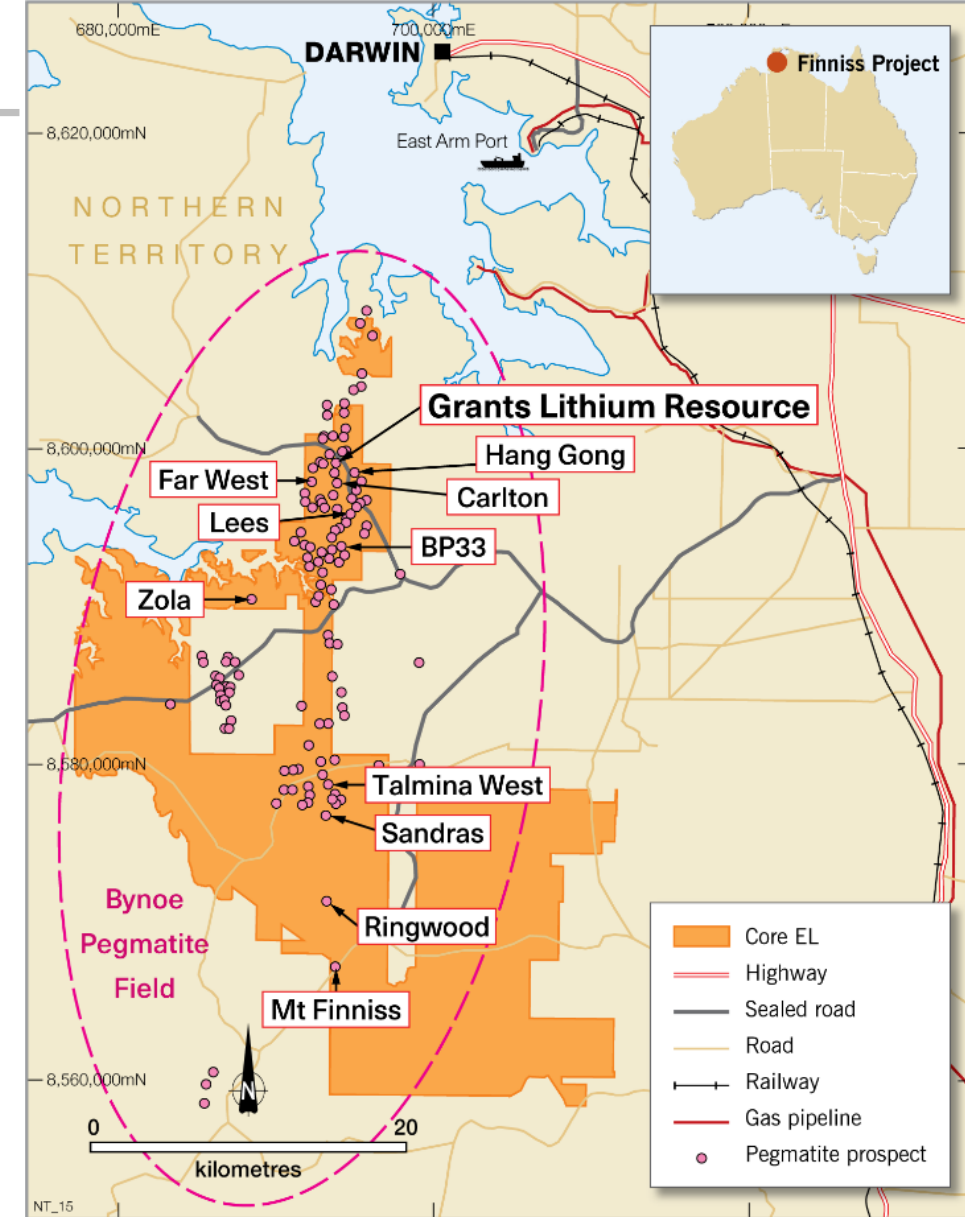 680,000mE
700,000mE
DARWIN
Finniss Project
8,620,000mN
East Arm Port
NORTHERN
TERRITORY
Grants Lithium Resource
8,600,000mN
Hang Gong
Far West
Carlton
Lees
BP33
Zola
8,580,000mN
Talmina West
Sandras
Bynoe
Pegmatite
Field
Ringwood
Mt Finniss
Core EL
Highway
Sealed road
Road
Railway
Gas pipeline
Pegmatite prospect
8,560,000mN
N
0 20
kilometres
NT_15